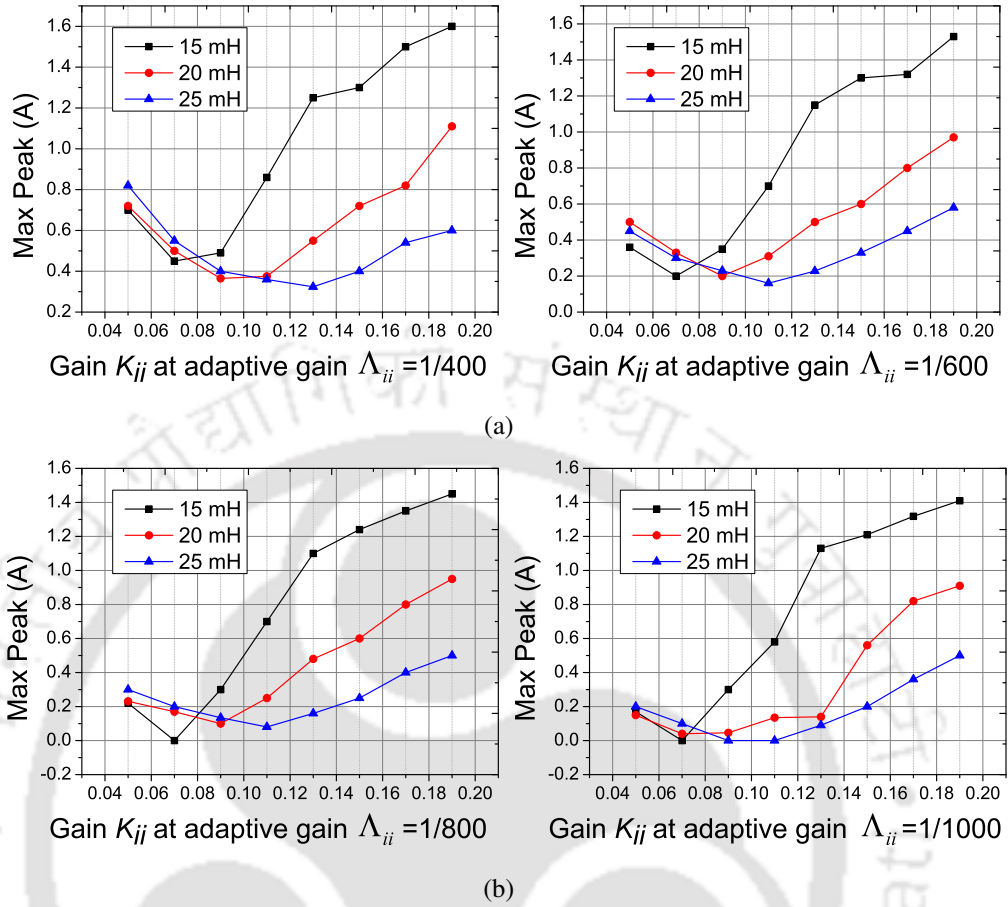 1.6
1.4
1.2
1.0
0.8
0.6
0.4
0.2
Max Peak (A)
15 mH
20 mH
25 mH
0.04 0.06 0.08 0.10 0.12 0.14 0.16 0.18 0.20
Gain Kii at adaptive gain Λii =1/400
1.6
1.4
1.2
1.0
0.8
0.6
0.4
0.2
0.0
Max Peak (A)
15 mH
20 mH
25 mH
0.04 0.06 0.08 0.10 0.12 0.14 0.16 0.18 0.20
Gain Kii at adaptive gain Λii =1/600
(a)
1.6
1.4
1.2
1.0
0.8
0.6
0.4
0.2
0.0
-0.2
Max Peak (A)
15 mH
20 mH
25 mH
0.04 0.06 0.08 0.10 0.12 0.14 0.16 0.18 0.20
Gain Kii at adaptive gain Λii =1/800
1.6
1.4
1.2
1.0
0.8
0.6
0.4
0.2
0.0
-0.2
Max Peak (A)
15 mH
20 mH
25 mH
0.04 0.06 0.08 0.10 0.12 0.14 0.16 0.18 0.20
Gain Kii at adaptive gain Λii =1/1000
(b)